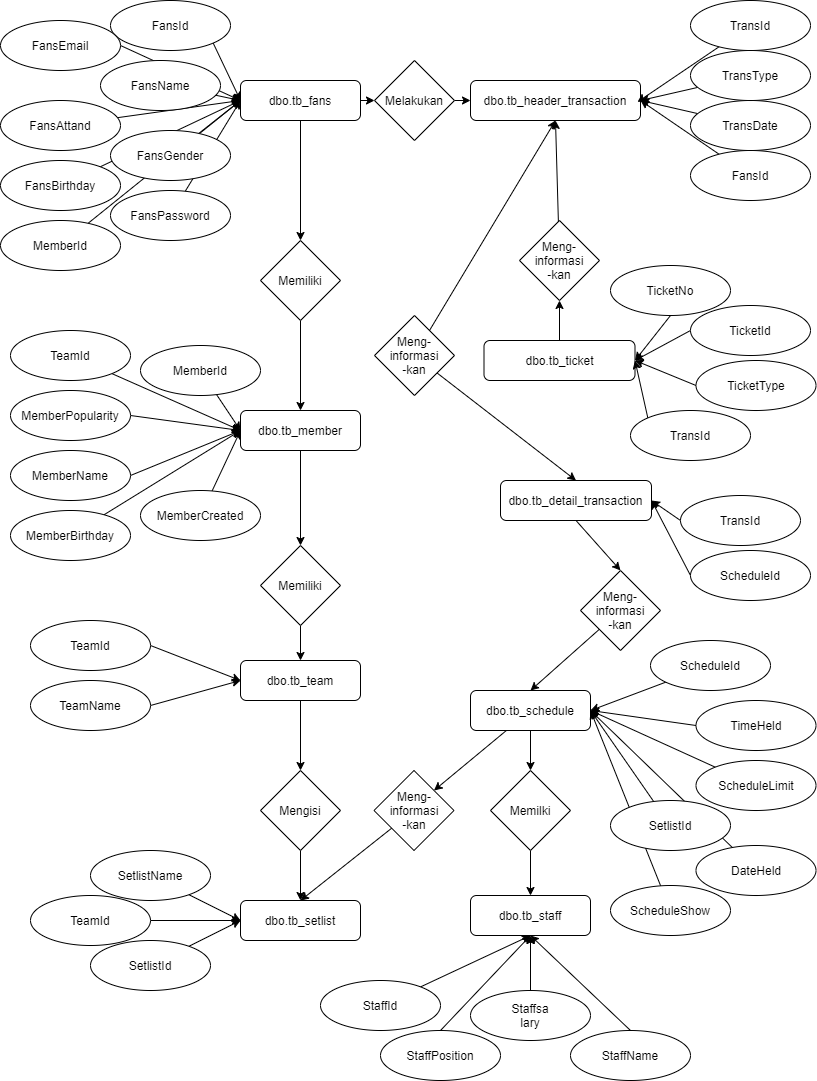 FansId
TransId
FansEmail
TransType
FansName
dbo.tb_fans
Melakukan
dbo.tb_header_transaction
FansAttand
TransDate
FansGender
FansId
FansBirthday
FansPassword
MemberId
Memiliki
Meng-
informasi
-kan
TicketNo
TicketId
Meng-
informasi
-kan
dbo.tb_ticket
TeamId
MemberId
TicketType
MemberPopularity
dbo.tb_member
TransId
MemberName
MemberCreated
dbo.tb_detail_transaction
TransId
MemberBirthday
ScheduleId
Memiliki
Meng-
informasi
-kan
TeamId
ScheduleId
dbo.tb_team
TeamName
dbo.tb_schedule
TimeHeld
ScheduleLimit
Mengisi
Meng-
informasi
-kan
Memilki
SetlistId
SetlistName
DateHeld
TeamId
dbo.tb_setlist
dbo.tb_staff
ScheduleShow
SetlistId
StaffId
Staffsa
lary
StaffPosition
StaffName